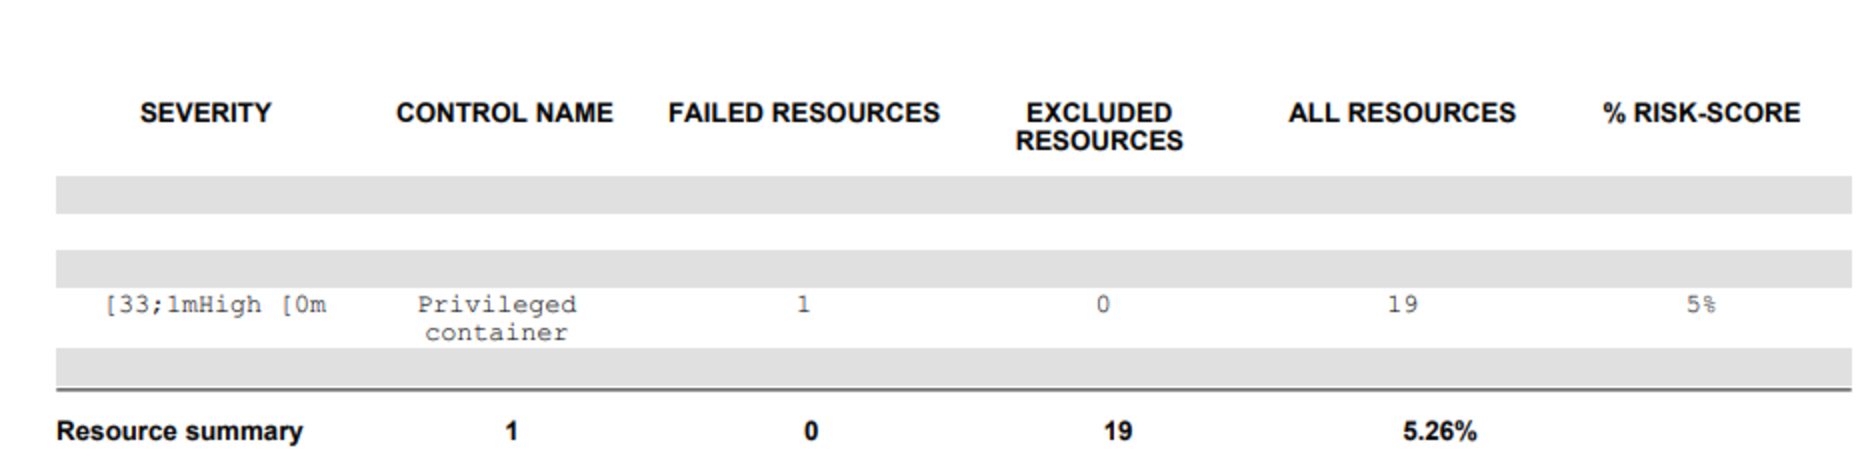 SEVERITY CONTROL NAME FAILED RESOURCES EXCLUDED RESOURCES ALL RESOURCES % RISK-SCORE
[33;1mHigh [0m Privileged container 1 0 19 5%
Resource summary 1 0 19 5.26%